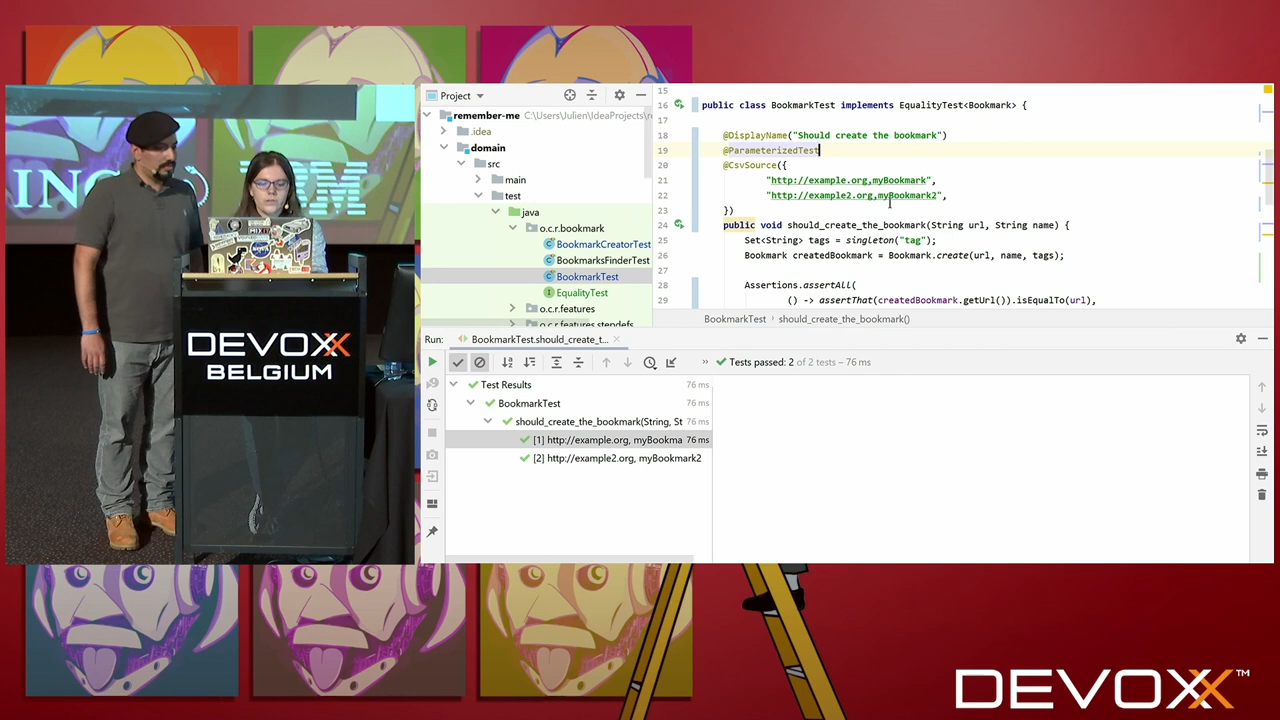 Project
remember-me C:\Users\Julien\IdeaProjects\re
.idea
domain
src
main
test
java
o.c.r.bookmark
BookmarkCreatorTest
BookmarksFinderTest
BookmarkTest
EqualityTest
o.c.r.features
o.c.r.features.stepdefs
15
16 public class BookmarkTest implements EqualityTest<Bookmark> {
17
18 @DisplayName("Should create the bookmark")
19 @ParameterizedTest
20 @CsvSource({
21 "http://example.org,myBookmark",
22 "http://example2.org,myBookmark2",
23 })
24 public void should_create_the_bookmark(String url, String name) {
25 Set<String> tags = singleton("tag");
26 Bookmark createdBookmark = Bookmark.create(url, name, tags);
27
28 Assertions.assertAll(
29 () -> assertThat(createdBookmark.getUrl()).isEqualTo(url),
BookmarkTest › should_create_the_bookmark()
Run: BookmarkTest.should_create_t...
» Tests passed: 2 of 2 tests – 76 ms
Test Results 76 ms
BookmarkTest 76 ms
should_create_the_bookmark(String, St 76 ms
[1] http://example.org, myBookma 76 ms
[2] http://example2.org, myBookmark2
DEVOXX
BELGIUM
DEVOXX™